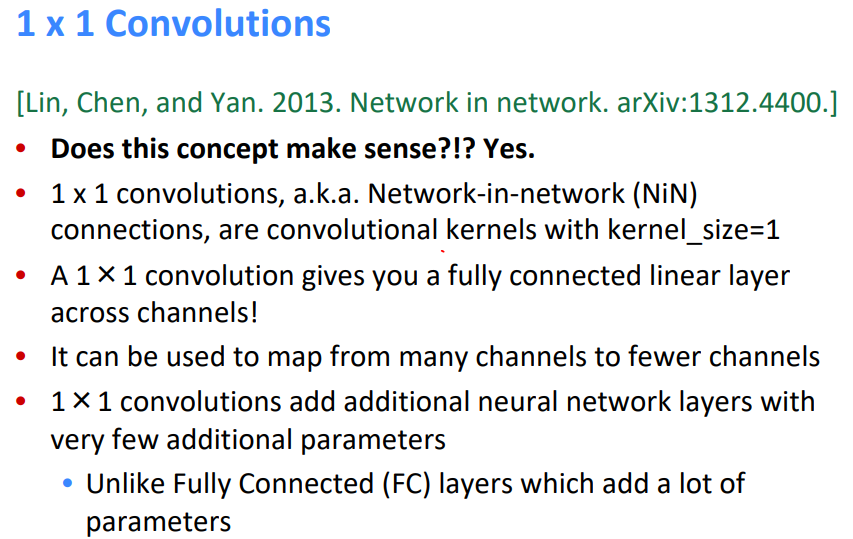 1 x 1 Convolutions
[Lin, Chen, and Yan. 2013. Network in network. arXiv:1312.4400.]
• Does this concept make sense?!? Yes.
• 1 x 1 convolutions, a.k.a. Network-in-network (NiN)
connections, are convolutional kernels with kernel_size=1
• A 1×1 convolution gives you a fully connected linear layer
across channels!
• It can be used to map from many channels to fewer channels
• 1×1 convolutions add additional neural network layers with
very few additional parameters
• Unlike Fully Connected (FC) layers which add a lot of
parameters